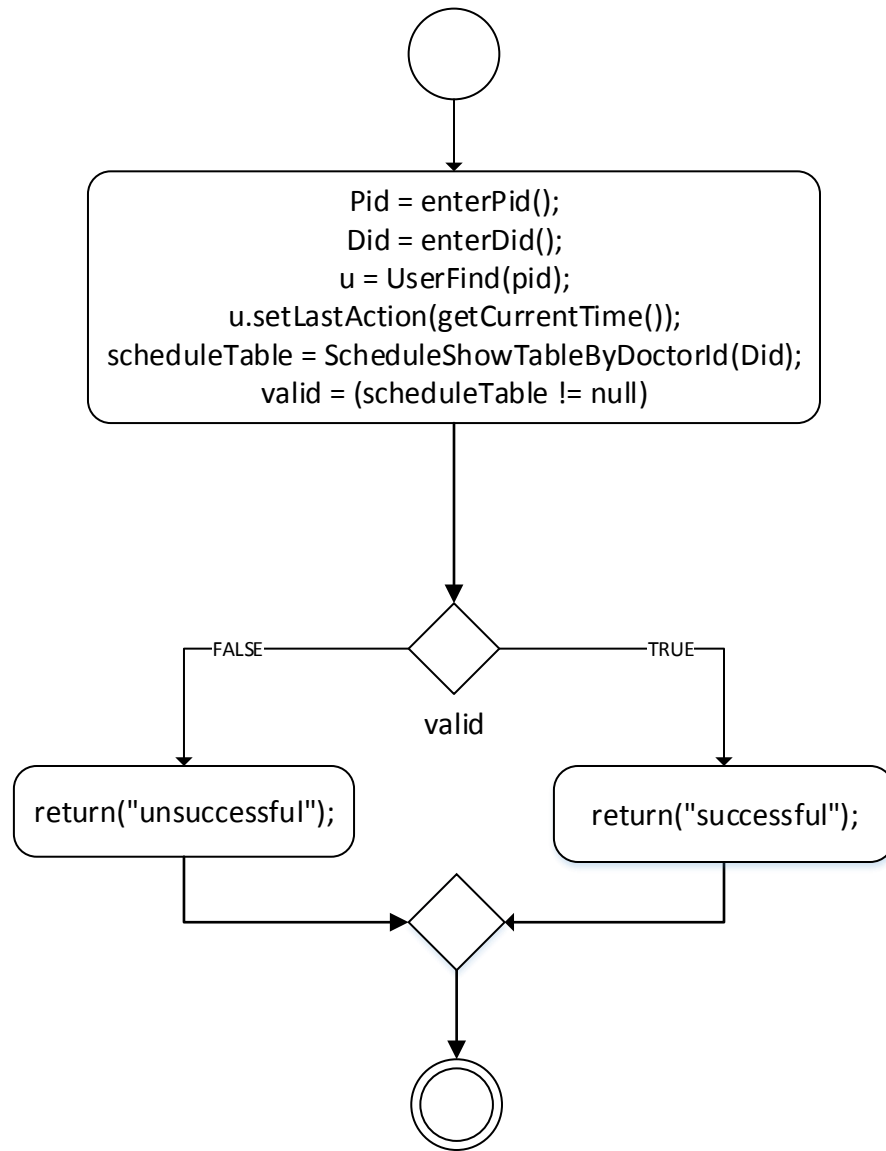 Pid = enterPid();
Did = enterDid();
u = UserFind(pid);
u.setLastAction(getCurrentTime());
scheduleTable = ScheduleShowTableByDoctorId(Did);
valid = (scheduleTable != null)
FALSE
TRUE
valid
return("unsuccessful");
return("successful");